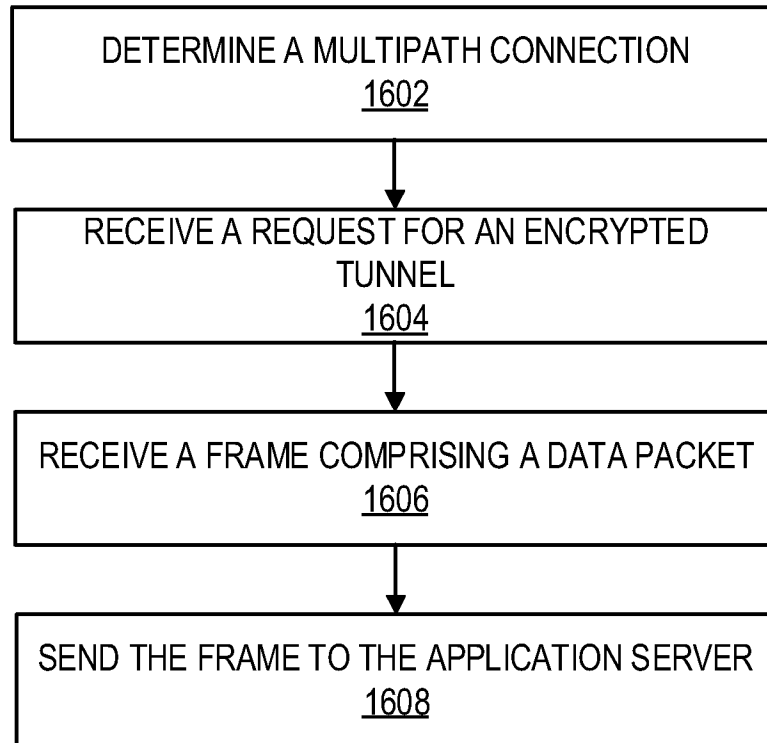 DETERMINE A MULTIPATH CONNECTION
1602
RECEIVE A REQUEST FOR AN ENCRYPTED
TUNNEL
1604
RECEIVE A FRAME COMPRISING A DATA PACKET
1606
SEND THE FRAME TO THE APPLICATION SERVER
1608